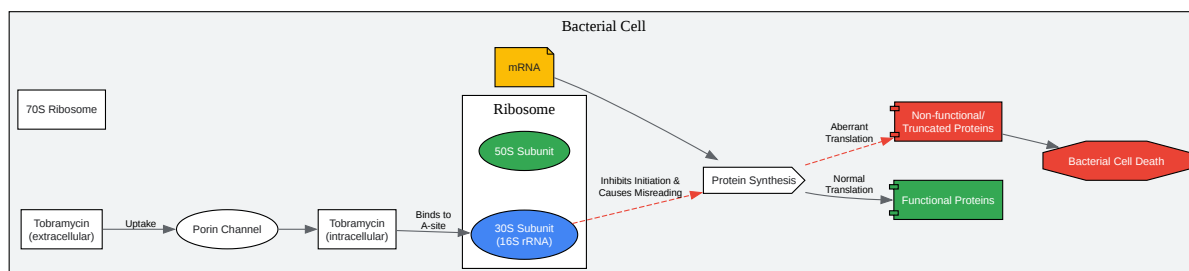 Bacterial Cell
mRNA
70S Ribosome
Ribosome
50S Subunit
30S Subunit
(16S rRNA)
Tobramycin
(extracellular)
Uptake
Porin Channel
Tobramycin
(intracellular)
Binds to
A-site
Inhibits Initiation &
Causes Misreading
Protein Synthesis
Aberrant
Translation
Normal
Translation
Non-functional/
Truncated Proteins
Functional Proteins
Bacterial Cell Death